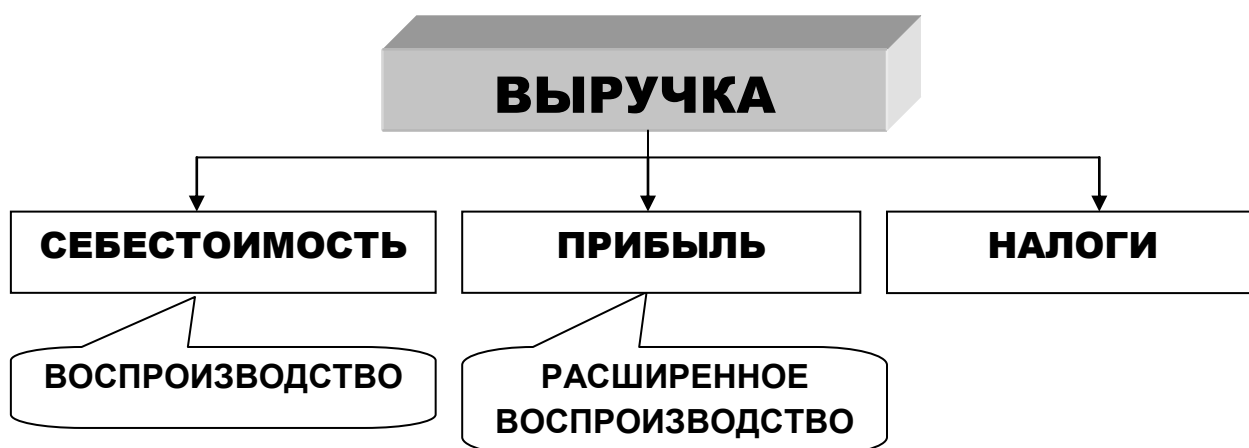 ВЫРУЧКА
СЕБЕСТОИМОСТЬ
ПРИБЫЛЬ
НАЛОГИ
ВОСПРОИЗВОДСТВО
РАСШИРЕННОЕ
ВОСПРОИЗВОДСТВО